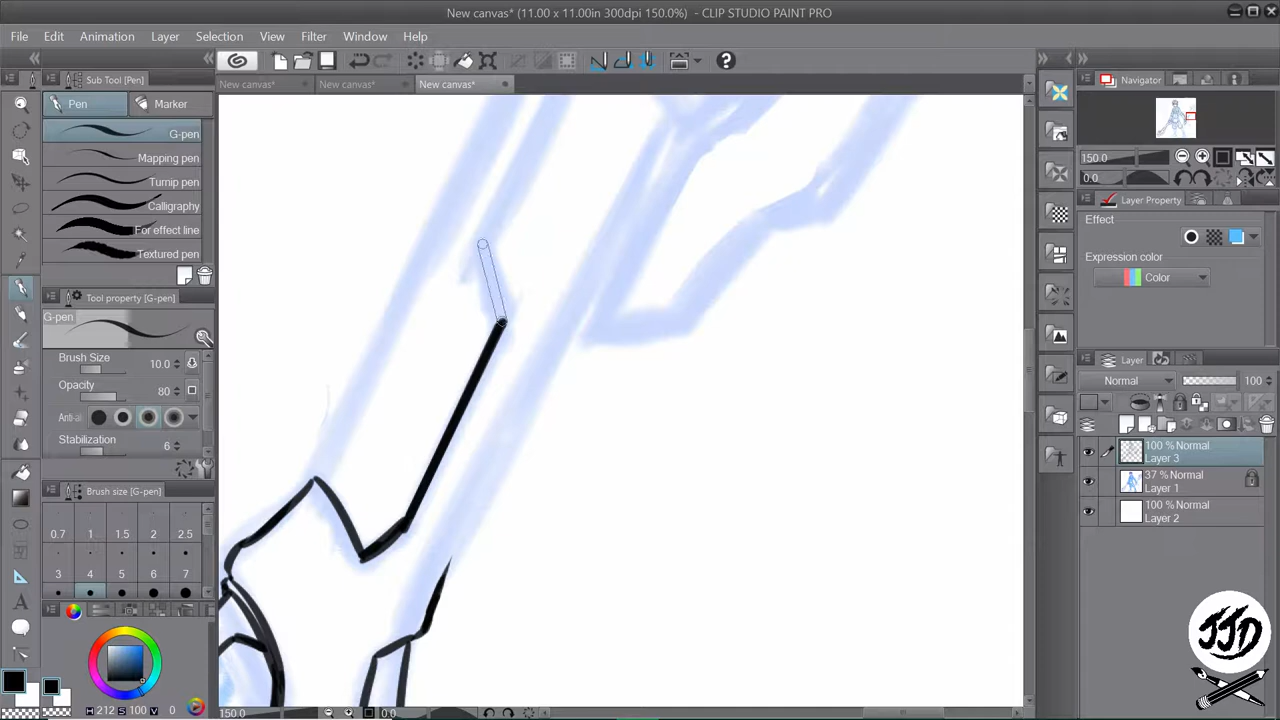 New canvas* (11.00 x 11.00in 300dpi 150.0%) - CLIP STUDIO PAINT PRO
File Edit Animation Layer Selection View Filter Window Help
New canvas* New canvas* New canvas*
Sub Tool [Pen]
Pen Marker
G-pen
Mapping pen
Turnip pen
Calligraphy
For effect line
Textured pen
Tool property [G-pen]
G-pen
Brush Size 10.0
Opacity 80
Anti-al
Stabilization 6
Brush size [G-pen]
0.7 1 1.5 2 2.5
3 4 5 6 7
H 212 S 100 V 0
150.0 0.0
Navigator
150.0
0.0
Layer Property
Effect
Expression color
Color
Layer
Normal 100
100 % Normal
Layer 3
37 % Normal
Layer 1
100 % Normal
Layer 2
JJD